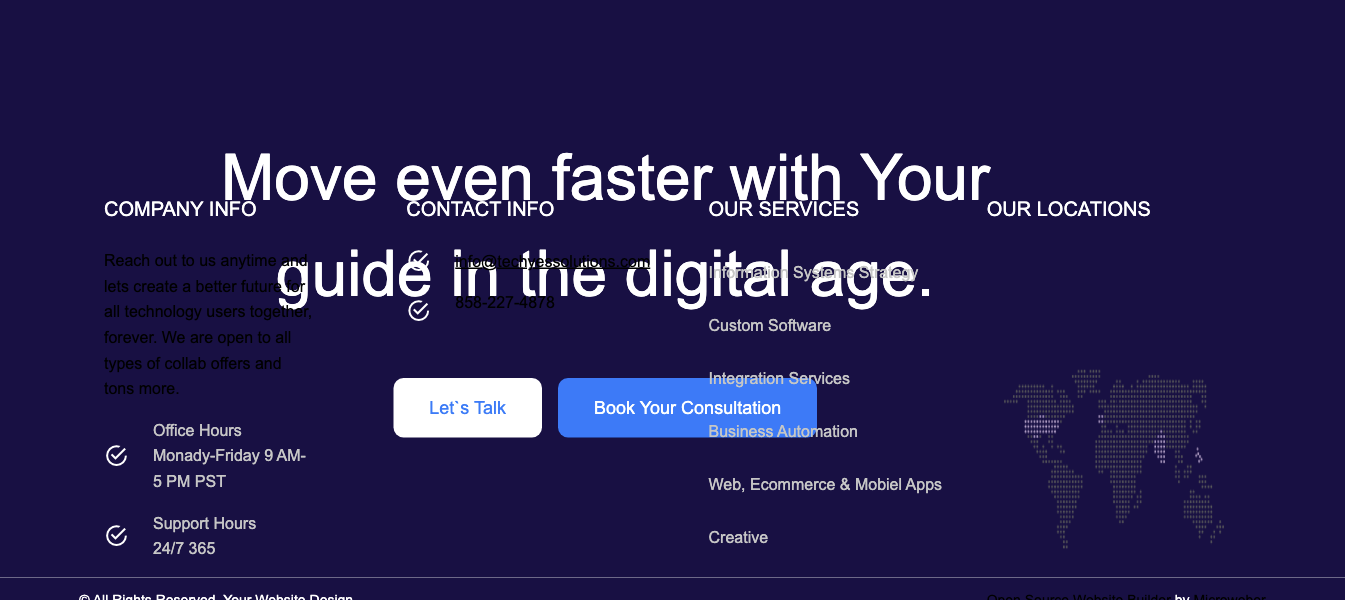 Move even faster with Your
guide in the digital age.
Let`s Talk
Book Your Consultation
COMPANY INFO
Reach out to us anytime and
lets create a better future for
all technology users together,
forever. We are open to all
types of collab offers and
tons more.
Office Hours
Monady-Friday 9 AM-
5 PM PST
Support Hours
24/7 365
CONTACT INFO
info@techyessolutions.com
858-227-4878
OUR SERVICES
Information Systems Strategy
Custom Software
Integration Services
Business Automation
Web, Ecommerce & Mobiel Apps
Creative
OUR LOCATIONS
© All Rights Reserved. Your Website Design
Open Source Website Builder by Microweber